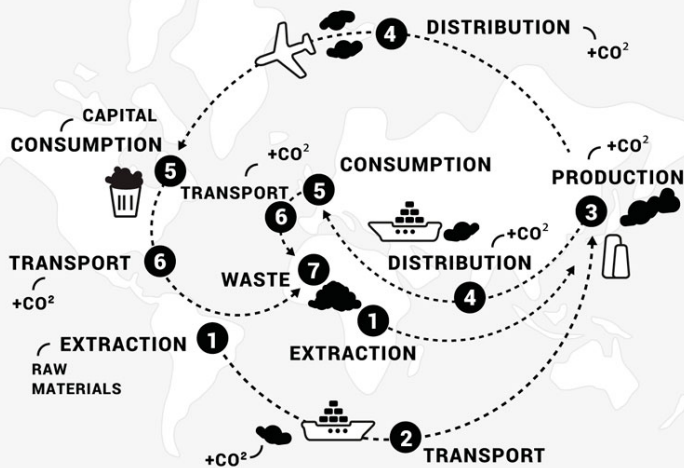 4 DISTRIBUTION
+CO²
CAPITAL
CONSUMPTION
5
+CO²
TRANSPORT
6
CONSUMPTION
5
+CO²
PRODUCTION
3
TRANSPORT 6
+CO²
WASTE 7
+CO²
DISTRIBUTION
4
EXTRACTION 1
RAW
MATERIALS
1
EXTRACTION
+CO²
2
TRANSPORT